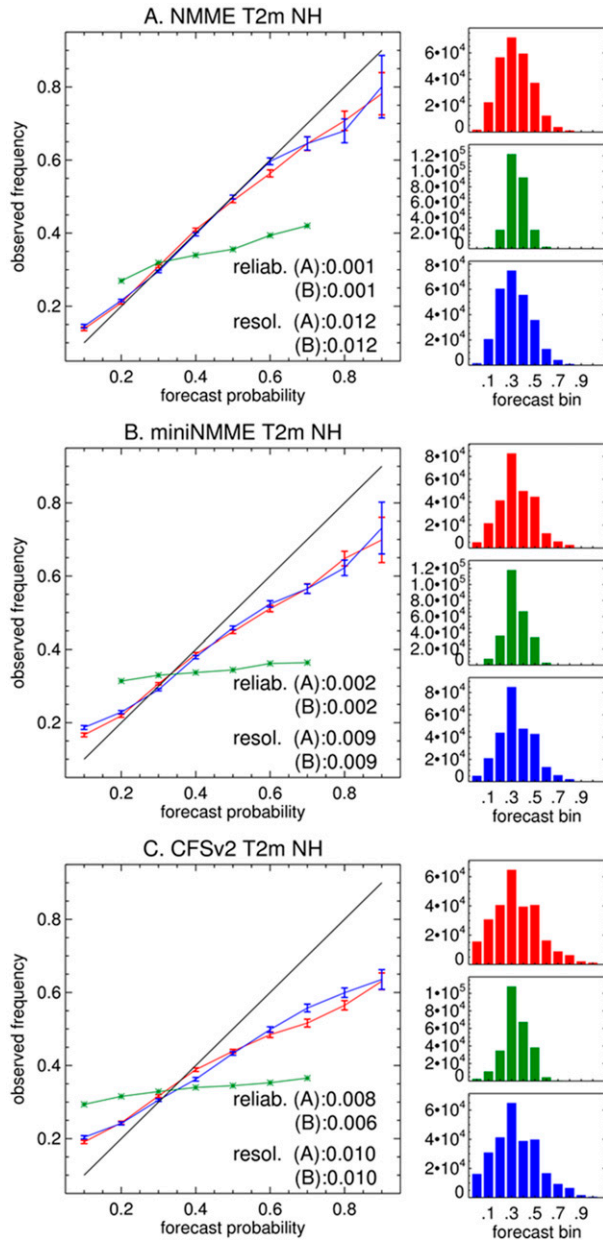 A. NMME T2m NH
observed frequency
0.8
0.6
0.4
0.2
reliab. (A):0.001
(B):0.001
resol. (A):0.012
(B):0.012
0.2 0.4 0.6 0.8
forecast probability
6•10⁴
4•10⁴
2•10⁴
0
1.2•10⁵
1.0•10⁵
8.0•10⁴
6.0•10⁴
4.0•10⁴
2.0•10⁴
0
8•10⁴
6•10⁴
4•10⁴
2•10⁴
0
.1 .3 .5 .7 .9
forecast bin
B. miniNMME T2m NH
observed frequency
0.8
0.6
0.4
0.2
reliab. (A):0.002
(B):0.002
resol. (A):0.009
(B):0.009
0.2 0.4 0.6 0.8
forecast probability
8•10⁴
6•10⁴
4•10⁴
2•10⁴
0
1.2•10⁵
1.0•10⁵
8.0•10⁴
6.0•10⁴
4.0•10⁴
2.0•10⁴
0
8•10⁴
6•10⁴
4•10⁴
2•10⁴
0
.1 .3 .5 .7 .9
forecast bin
C. CFSv2 T2m NH
observed frequency
0.8
0.6
0.4
0.2
reliab. (A):0.008
(B):0.006
resol. (A):0.010
(B):0.010
0.2 0.4 0.6 0.8
forecast probability
6•10⁴
4•10⁴
2•10⁴
0
1•10⁵
8•10⁴
6•10⁴
4•10⁴
2•10⁴
0
6•10⁴
4•10⁴
2•10⁴
0
.1 .3 .5 .7 .9
forecast bin